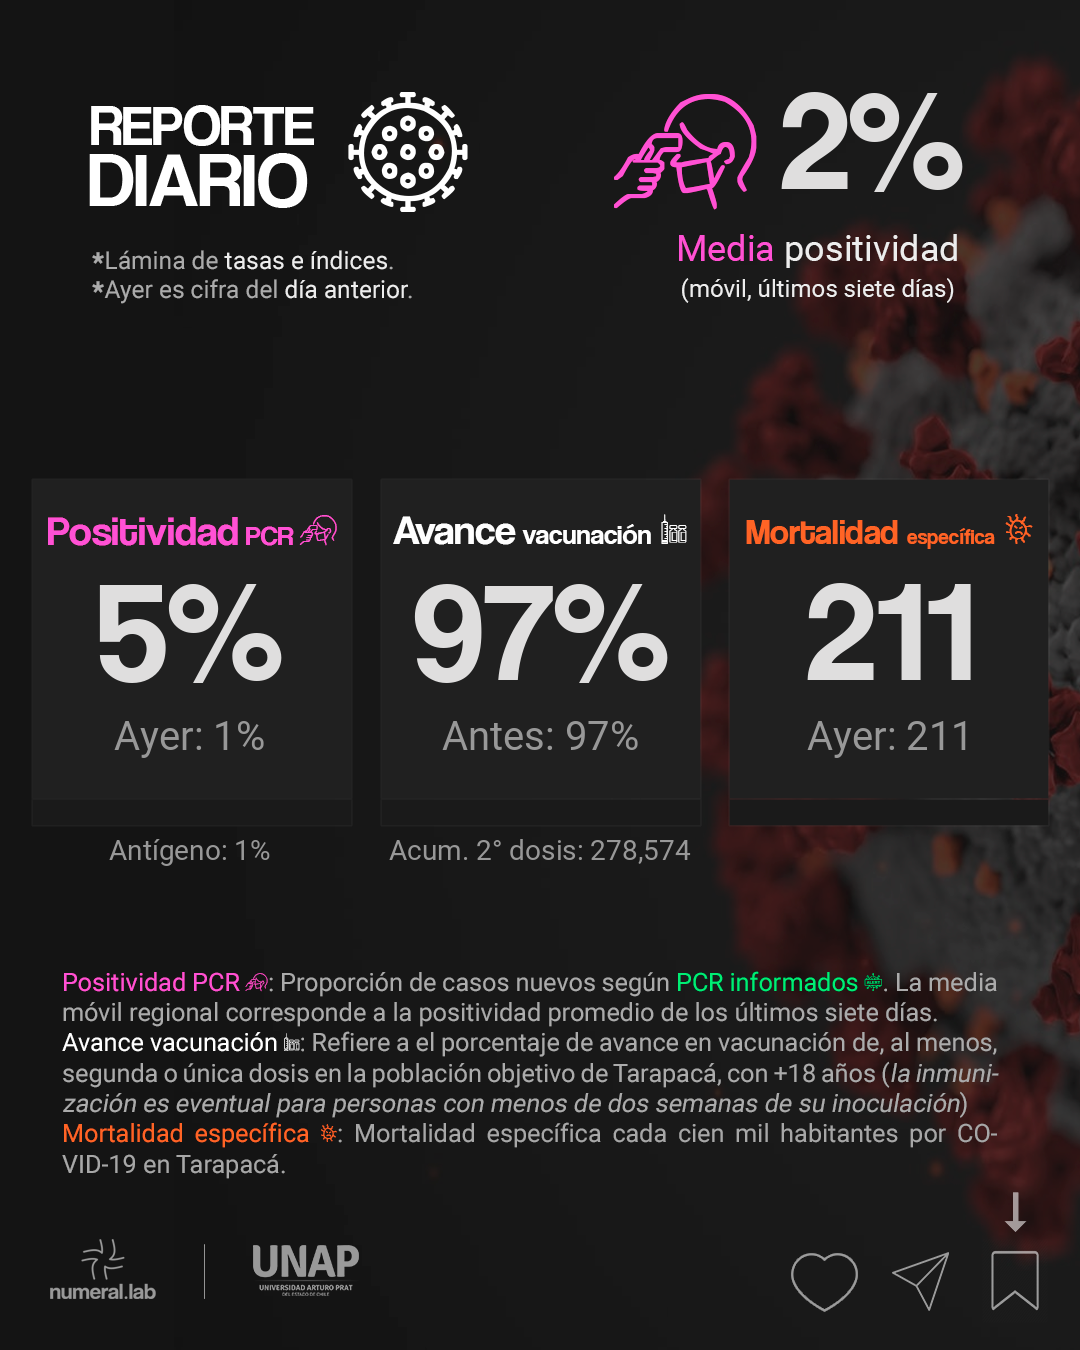 REPORTE
DIARIO
*Lámina de tasas e índices.
*Ayer es cifra del día anterior.
2%
Media positividad
(móvil, últimos siete días)
Positividad PCR
5%
Ayer: 1%
Antígeno: 1%
Avance vacunación
97%
Antes: 97%
Acum. 2° dosis: 278,574
Mortalidad específica
211
Ayer: 211
Positividad PCR : Proporción de casos nuevos según PCR informados . La media
móvil regional corresponde a la positividad promedio de los últimos siete días.
Avance vacunación : Refiere a el porcentaje de avance en vacunación de, al menos,
segunda o única dosis en la población objetivo de Tarapacá, con +18 años (la inmuni-
zación es eventual para personas con menos de dos semanas de su inoculación)
Mortalidad específica : Mortalidad específica cada cien mil habitantes por CO-
VID-19 en Tarapacá.
numeral.lab
UNAP
UNIVERSIDAD ARTURO PRAT
DEL ESTADO DE CHILE